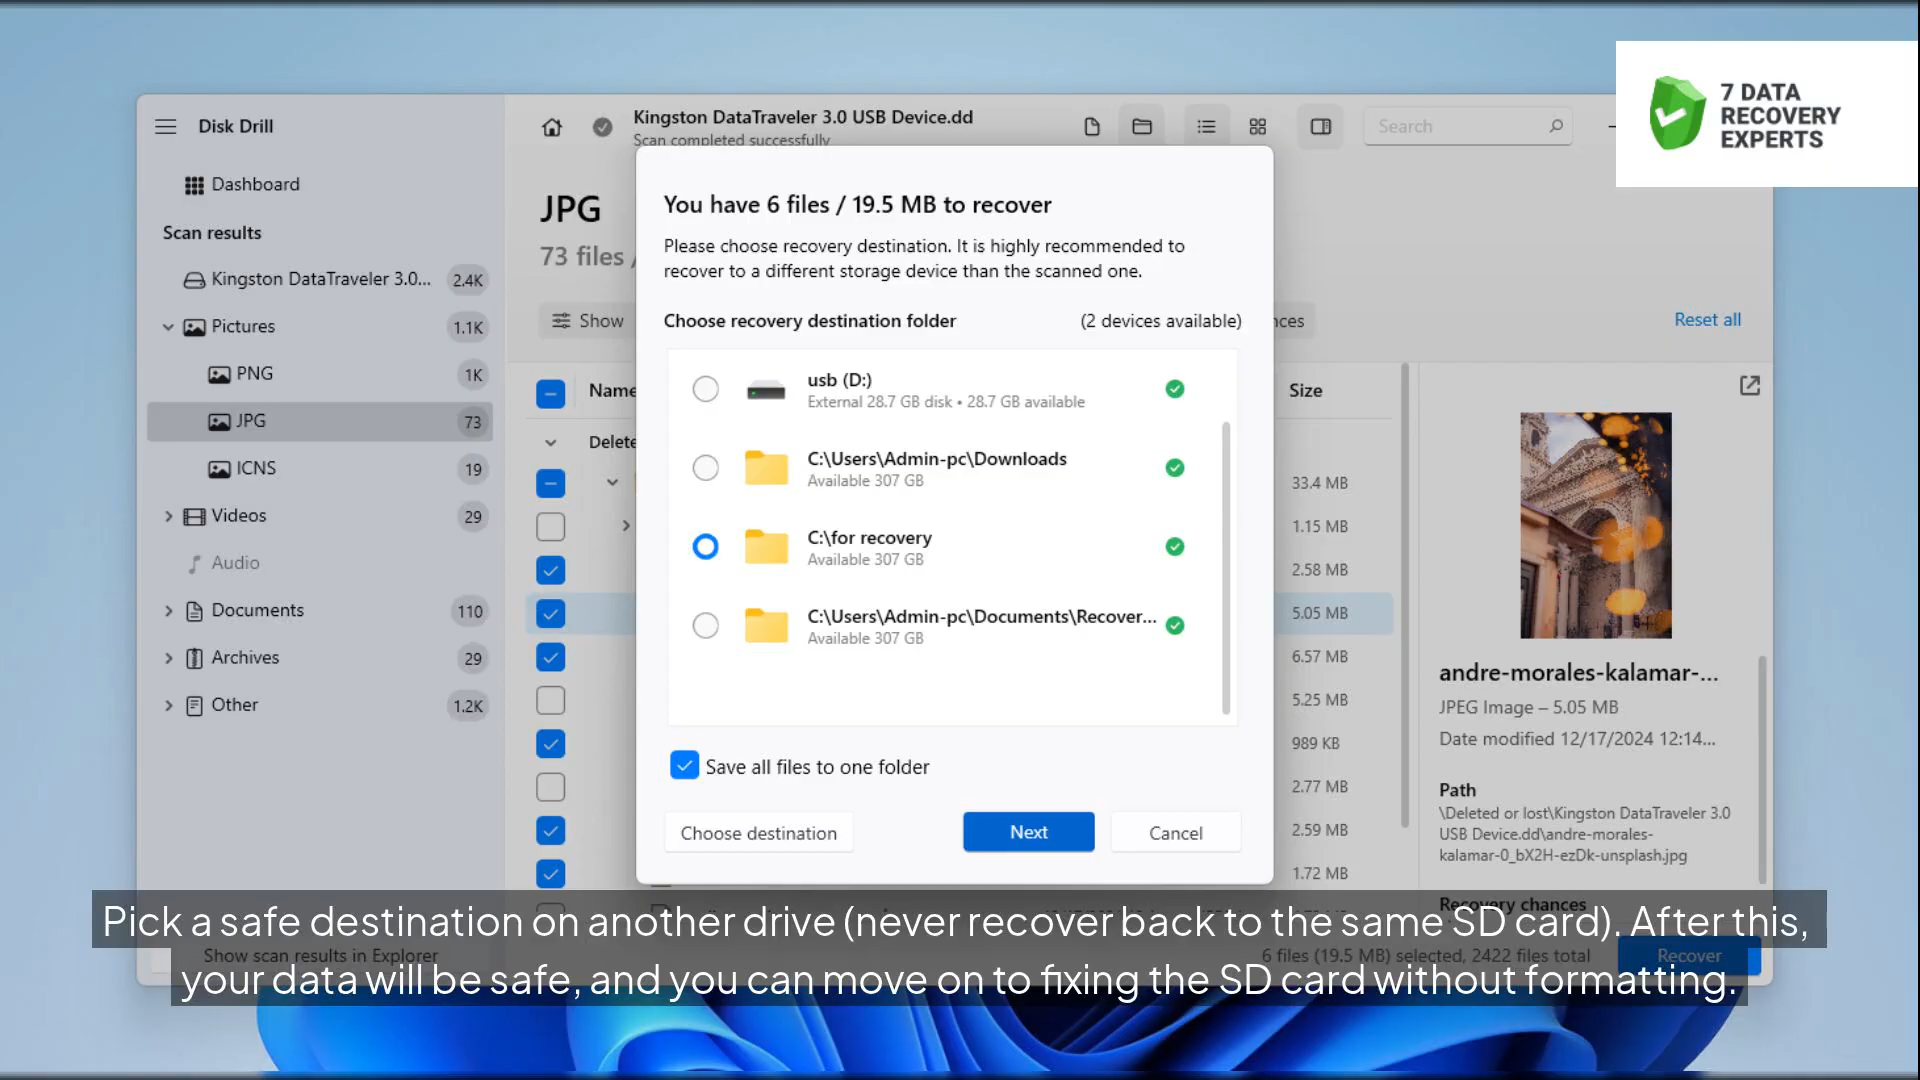 7 DATA
RECOVERY
EXPERTS
Disk Drill
Kingston DataTraveler 3.0 USB Device.dd
Scan completed successfully
Search
Dashboard
Scan results
Kingston DataTraveler 3.0... 2.4K
Pictures 1.1K
PNG 1K
JPG 73
ICNS 19
Videos 29
Audio
Documents 110
Archives 29
Other 1.2K
JPG
73 files /
Show
nces
Reset all
Name
Size
Delete
33.4 MB
1.15 MB
2.58 MB
5.05 MB
6.57 MB
5.25 MB
989 KB
2.77 MB
2.59 MB
1.72 MB
You have 6 files / 19.5 MB to recover
Please choose recovery destination. It is highly recommended to
recover to a different storage device than the scanned one.
Choose recovery destination folder (2 devices available)
usb (D:)
External 28.7 GB disk • 28.7 GB available
C:\Users\Admin-pc\Downloads
Available 307 GB
C:\for recovery
Available 307 GB
C:\Users\Admin-pc\Documents\Recover...
Available 307 GB
Save all files to one folder
Choose destination Next Cancel
andre-morales-kalamar-...
JPEG Image – 5.05 MB
Date modified 12/17/2024 12:14...
Path
\Deleted or lost\Kingston DataTraveler 3.0
USB Device.dd\andre-morales-
kalamar-0_bX2H-ezDk-unsplash.jpg
Recovery chances
Show scan results in Explorer
6 files (19.5 MB) selected, 2422 files total
Recover
Pick a safe destination on another drive (never recover back to the same SD card). After this,
your data will be safe, and you can move on to fixing the SD card without formatting.